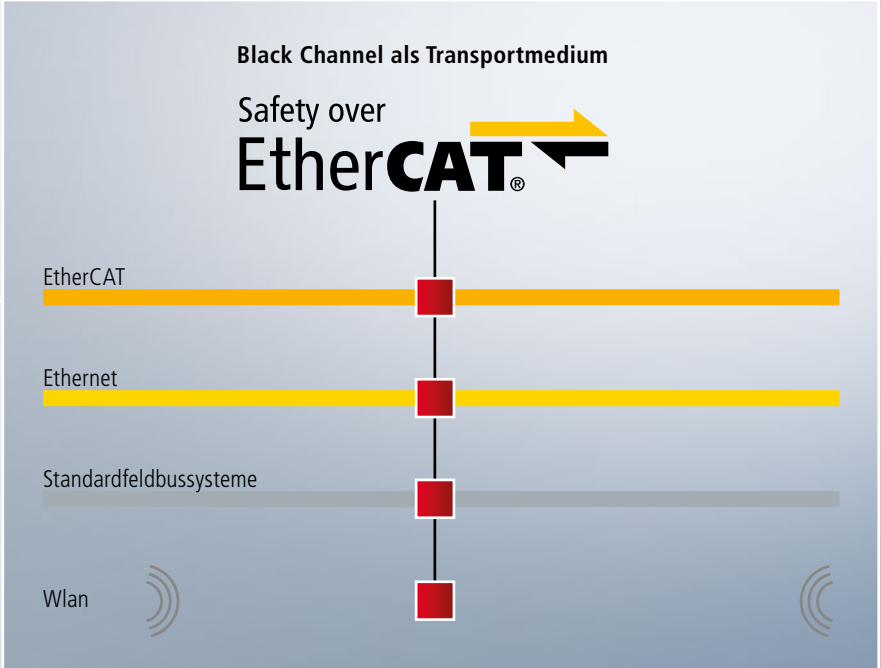 Black Channel als Transportmedium
Safety over
EtherCAT®
EtherCAT
Ethernet
Standardfeldbussysteme
Wlan